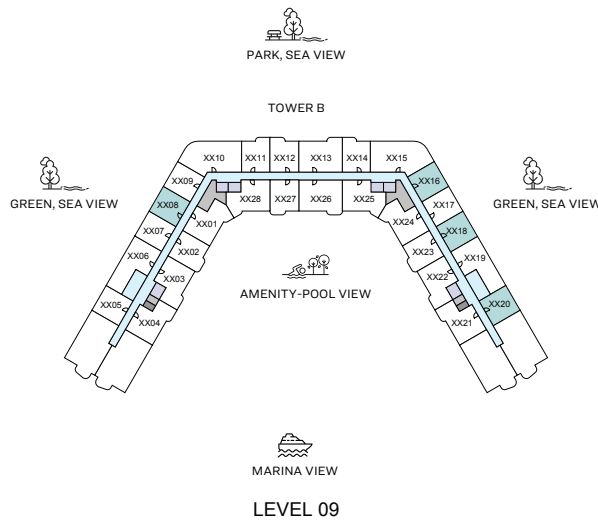 PARK, SEA VIEW
TOWER B
XX10 XX11 XX12 XX13 XX14 XX15
XX09 XX16
GREEN, SEA VIEW XX08 XX28 XX27 XX26 XX25 XX17 GREEN, SEA VIEW
XX07 XX01 XX24 XX18
XX06 XX02 XX23 XX19
XX03 XX22
AMENITY-POOL VIEW
XX05 XX20
XX04 XX21
MARINA VIEW
LEVEL 09